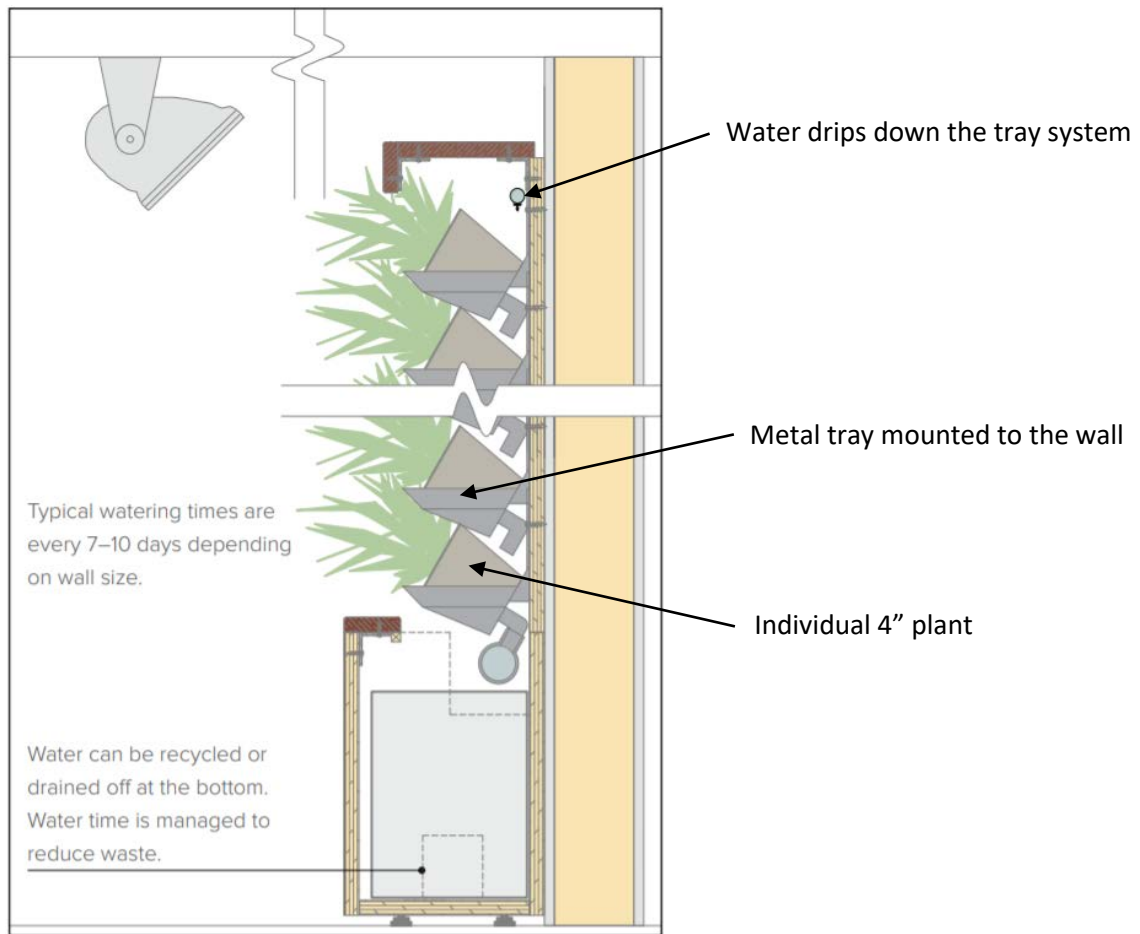 Water drips down the tray system
Metal tray mounted to the wall
Typical watering times are
every 7–10 days depending
on wall size.
Individual 4” plant
Water can be recycled or
drained off at the bottom.
Water time is managed to
reduce waste.